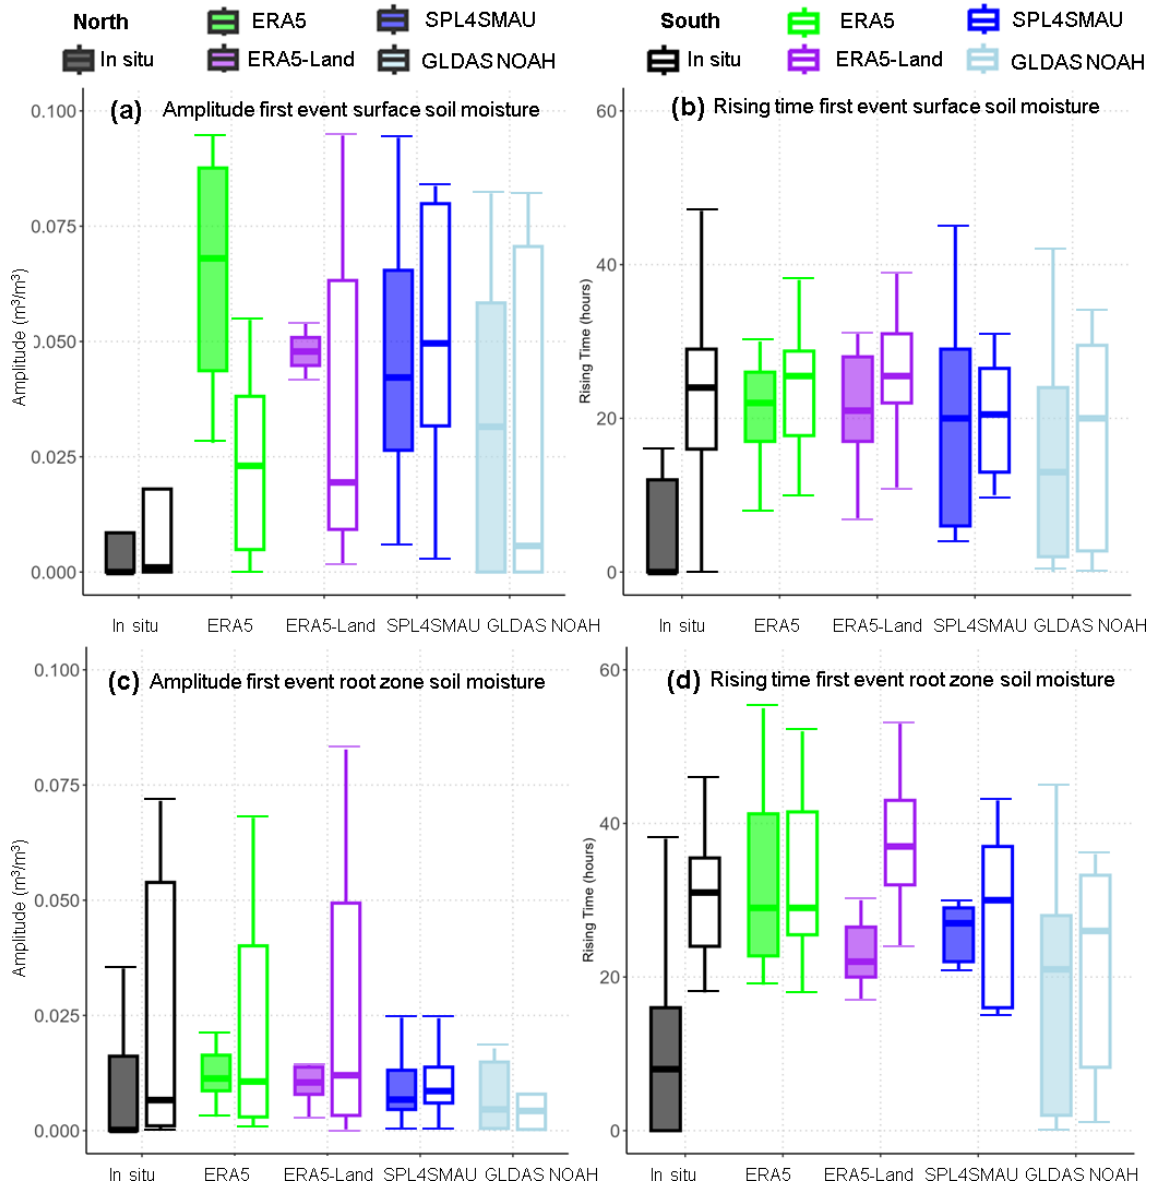 North ERA5 SPL4SMAU South ERA5 SPL4SMAU
In situ ERA5-Land GLDAS NOAH In situ ERA5-Land GLDAS NOAH
(a) Amplitude first event surface soil moisture
0.100
0.075
0.050
0.025
0.000
Amplitude (m³/m³)
In situ ERA5 ERA5-Land SPL4SMAU GLDAS NOAH
(b) Rising time first event surface soil moisture
60
40
20
0
Rising Time (hours)
In situ ERA5 ERA5-Land SPL4SMAU GLDAS NOAH
(c) Amplitude first event root zone soil moisture
0.100
0.075
0.050
0.025
0.000
Amplitude (m³/m³)
In situ ERA5 ERA5-Land SPL4SMAU GLDAS NOAH
(d) Rising time first event root zone soil moisture
60
40
20
0
Rising Time (hours)
In situ ERA5 ERA5-Land SPL4SMAU GLDAS NOAH